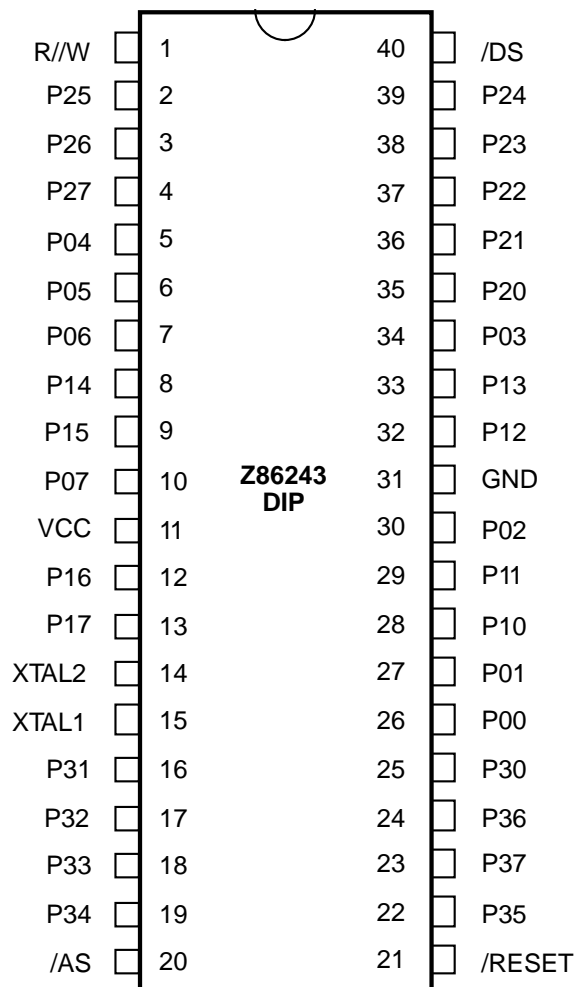 R//W 1 40 /DS
P25 2 39 P24
P26 3 38 P23
P27 4 37 P22
P04 5 36 P21
P05 6 35 P20
P06 7 34 P03
P14 8 33 P13
P15 9 32 P12
P07 10 Z86243 31 GND
DIP
VCC 11 30 P02
P16 12 29 P11
P17 13 28 P10
XTAL2 14 27 P01
XTAL1 15 26 P00
P31 16 25 P30
P32 17 24 P36
P33 18 23 P37
P34 19 22 P35
/AS 20 21 /RESET